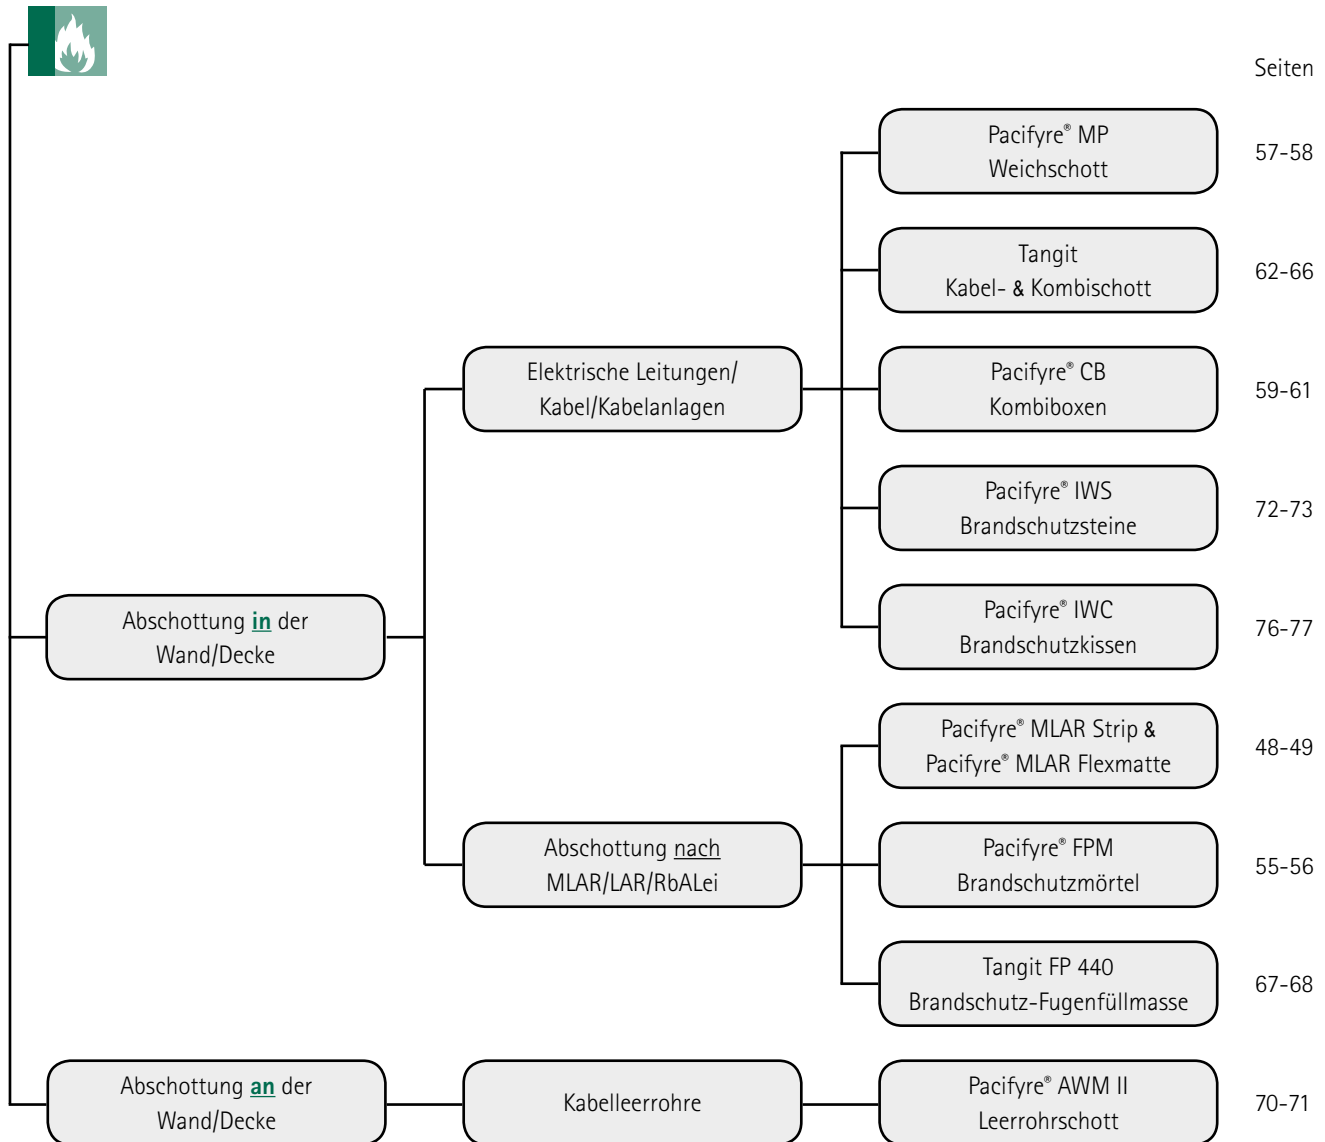 Seiten
Pacifyre® MP
Weichschott
57-58
Tangit
Kabel- & Kombischott
62-66
Elektrische Leitungen/
Kabel/Kabelanlagen
Pacifyre® CB
Kombiboxen
59-61
Pacifyre® IWS
Brandschutzsteine
72-73
Abschottung in der
Wand/Decke
Pacifyre® IWC
Brandschutzkissen
76-77
Pacifyre® MLAR Strip &
Pacifyre® MLAR Flexmatte
48-49
Abschottung nach
MLAR/LAR/RbALei
Pacifyre® FPM
Brandschutzmörtel
55-56
Tangit FP 440
Brandschutz-Fugenfüllmasse
67-68
Abschottung an der
Wand/Decke
Kabelleerrohre
Pacifyre® AWM II
Leerrohrschott
70-71